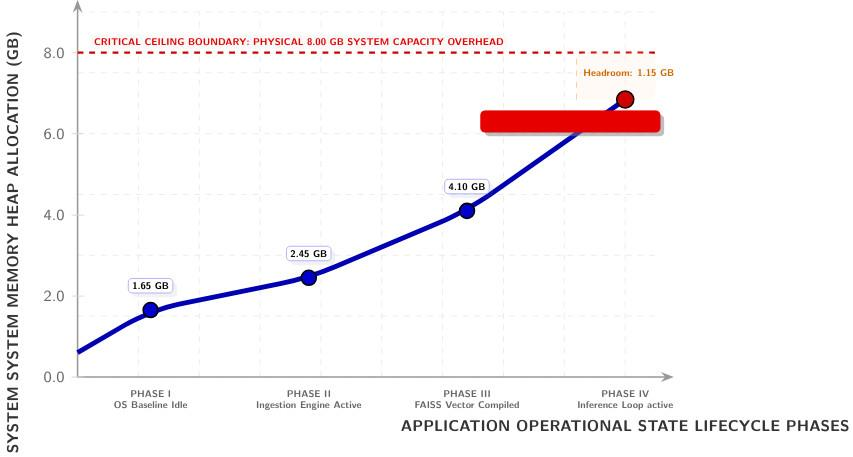 SYSTEM SYSTEM MEMORY HEAP ALLOCATION (GB)
CRITICAL CEILING BOUNDARY: PHYSICAL 8.00 GB SYSTEM CAPACITY OVERHEAD
8.0
Headroom: 1.15 GB
6.0
4.10 GB
4.0
2.45 GB
1.65 GB
2.0
0.0
PHASE I
OS Baseline Idle
PHASE II
Ingestion Engine Active
PHASE III
FAISS Vector Compiled
PHASE IV
Inference Loop active
APPLICATION OPERATIONAL STATE LIFECYCLE PHASES